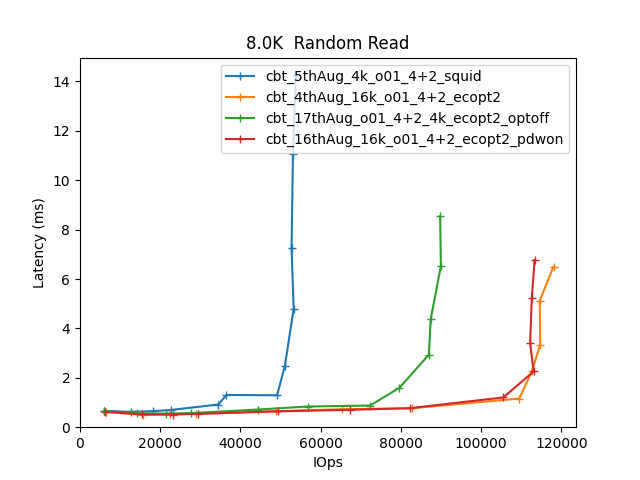 8.0K Random Read
cbt_5thAug_4k_o01_4+2_squid
cbt_4thAug_16k_o01_4+2_ecopt2
cbt_17thAug_o01_4+2_4k_ecopt2_optoff
cbt_16thAug_16k_o01_4+2_ecopt2_pdwon
Latency (ms)
14
12
10
8
6
4
2
0
0 20000 40000 60000 80000 100000 120000
IOps